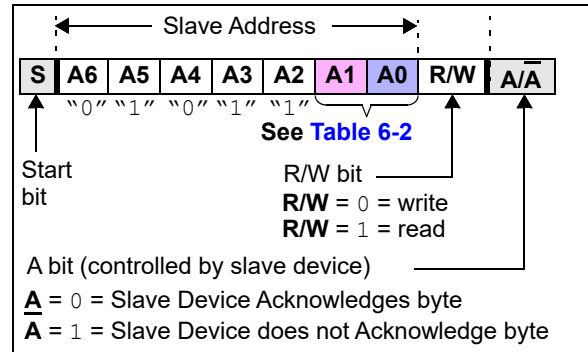 Slave Address
S A6 A5 A4 A3 A2 A1 A0 R/W A/A̅
“0” “1” “0” “1” “1”
See Table 6-2
Start
bit
R/W bit
R/W = 0 = write
R/W = 1 = read
A bit (controlled by slave device)
A = 0 = Slave Device Acknowledges byte
A̅ = 1 = Slave Device does not Acknowledge byte